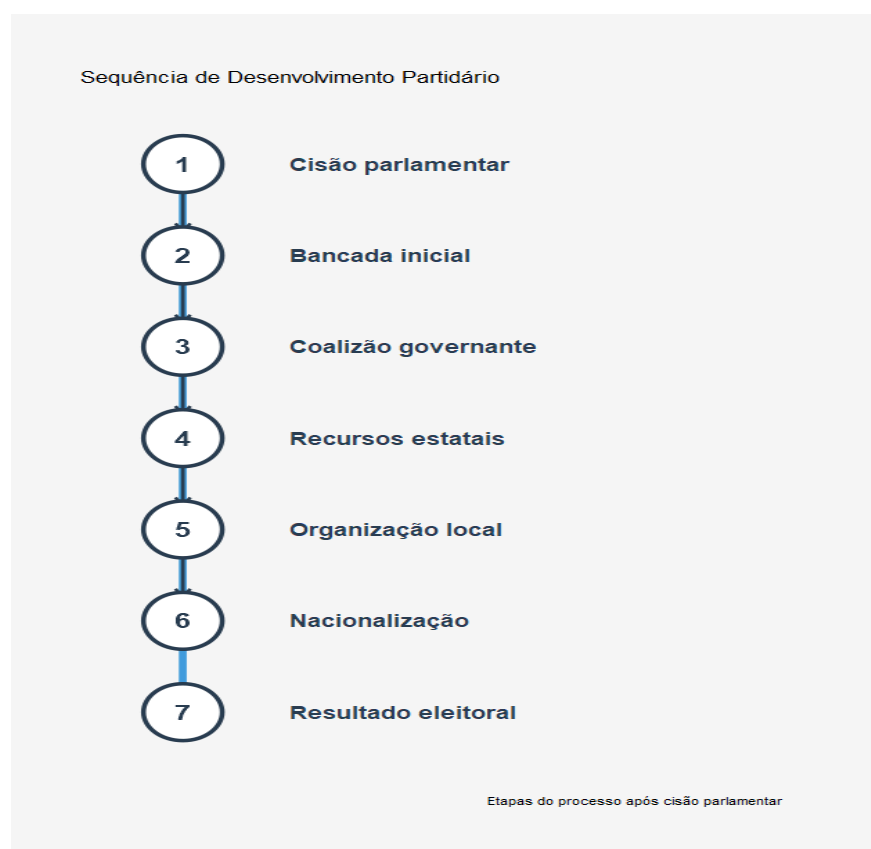 Sequência de Desenvolvimento Partidário
1 Cisão parlamentar
2 Bancada inicial
3 Coalizão governante
4 Recursos estatais
5 Organização local
6 Nacionalização
7 Resultado eleitoral
Etapas do processo após cisão parlamentar